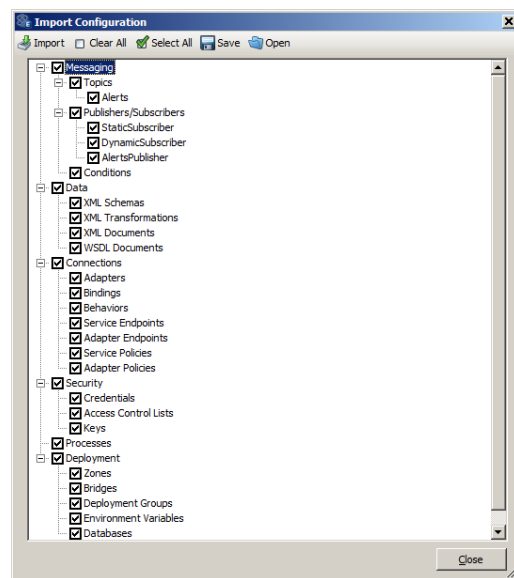 Import Configuration
Import Clear All Select All Save Open
Messaging
Topics
Alerts
Publishers/Subscribers
StaticSubscriber
DynamicSubscriber
AlertsPublisher
Conditions
Data
XML Schemas
XML Transformations
XML Documents
WSDL Documents
Connections
Adapters
Bindings
Behaviors
Service Endpoints
Adapter Endpoints
Service Policies
Adapter Policies
Security
Credentials
Access Control Lists
Keys
Processes
Deployment
Zones
Bridges
Deployment Groups
Environment Variables
Databases
Close